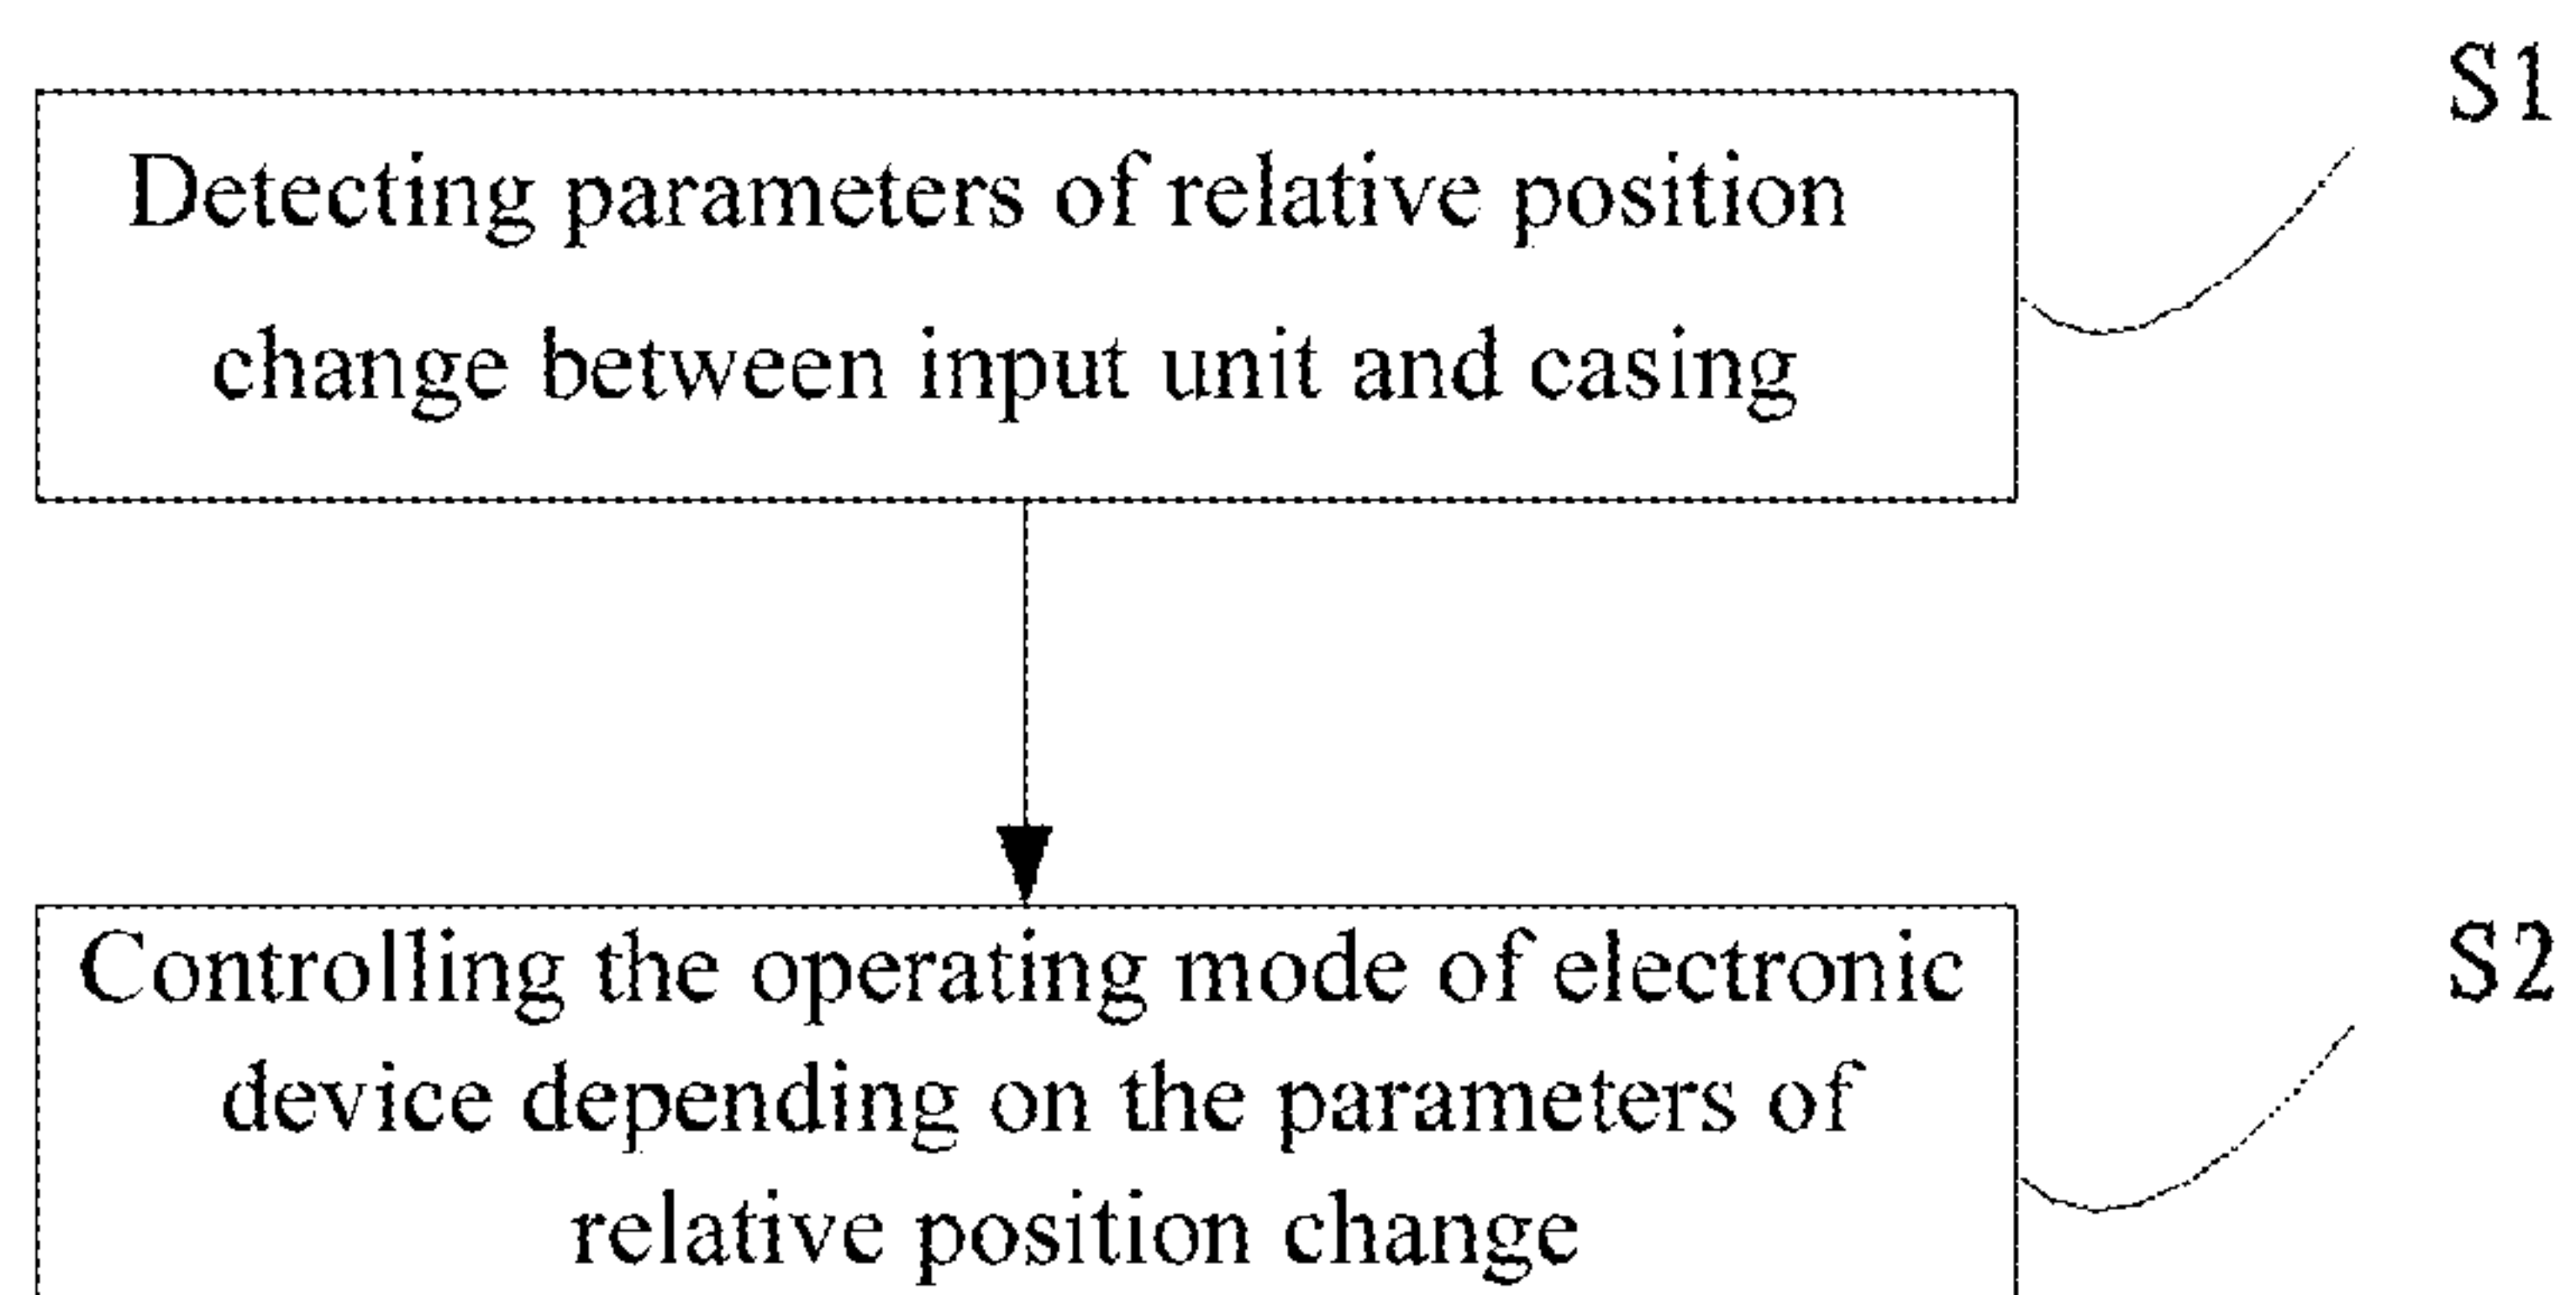 S1
Detecting parameters of relative position
change between input unit and casing
S2
Controlling the operating mode of electronic
device depending on the parameters of
relative position change